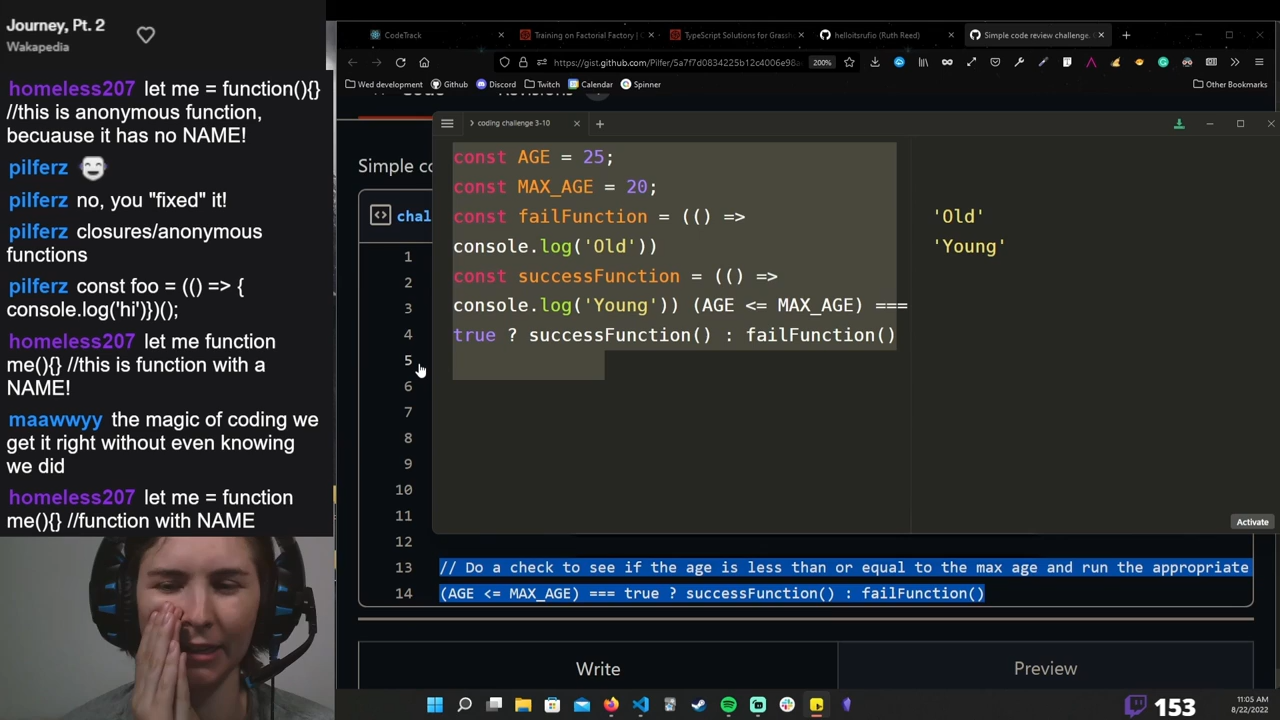 Journey, Pt. 2
Wakapedia
homeless207 let me = function(){}
//this is anonymous function,
becuause it has no NAME!
pilferz
pilferz no, you "fixed" it!
pilferz closures/anonymous
functions
pilferz const foo = (() => {
console.log('hi')})();
homeless207 let me function
me(){} //this is function with a
NAME!
maawwyy the magic of coding we
get it right without even knowing
we did
homeless207 let me = function
me(){} //function with NAME
CodeTrack
Training on Factorial Factory |
TypeScript Solutions for Grassh
helloitsrufio (Ruth Reed)
Simple code review challenge.
https://gist.github.com/Pilfer/5a7f7d0834225b12c4006e98a
200%
Wed development
Github
Discord
Twitch
Calendar
Spinner
Other Bookmarks
coding challenge 3-10
Simple co
chal
const AGE = 25;
const MAX_AGE = 20;
const failFunction = (() =>
console.log('Old'))
const successFunction = (() =>
console.log('Young')) (AGE <= MAX_AGE) ===
true ? successFunction() : failFunction()
'Old'
'Young'
1
2
3
4
5
6
7
8
9
10
11
12
13 // Do a check to see if the age is less than or equal to the max age and run the appropriate
14 (AGE <= MAX_AGE) === true ? successFunction() : failFunction()
Activate
Write
Preview
153
11:05 AM
8/22/2022